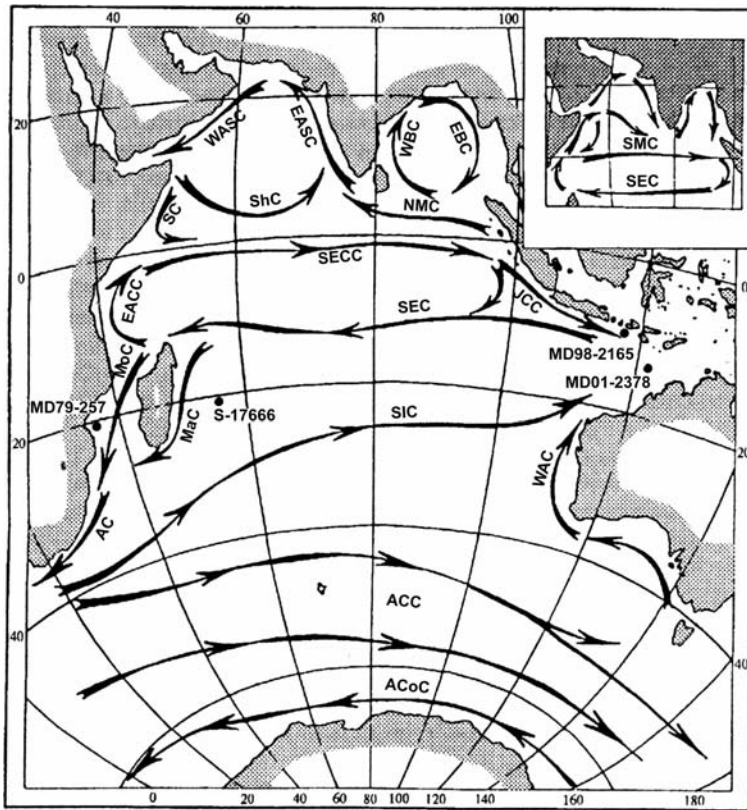 40
60
80
100
20
20
0
0
20
20
40
40
WASC
EASC
WBC
EBC
SMC
SEC
ShC
SC
NMC
SECC
EACC
JCC
SEC
MoC
MD98-2165
MD01-2378
MD79-257
S-17666
MaC
SIC
WAC
AC
ACC
ACoC
0
20
40
60
80
100
120
140
160
180